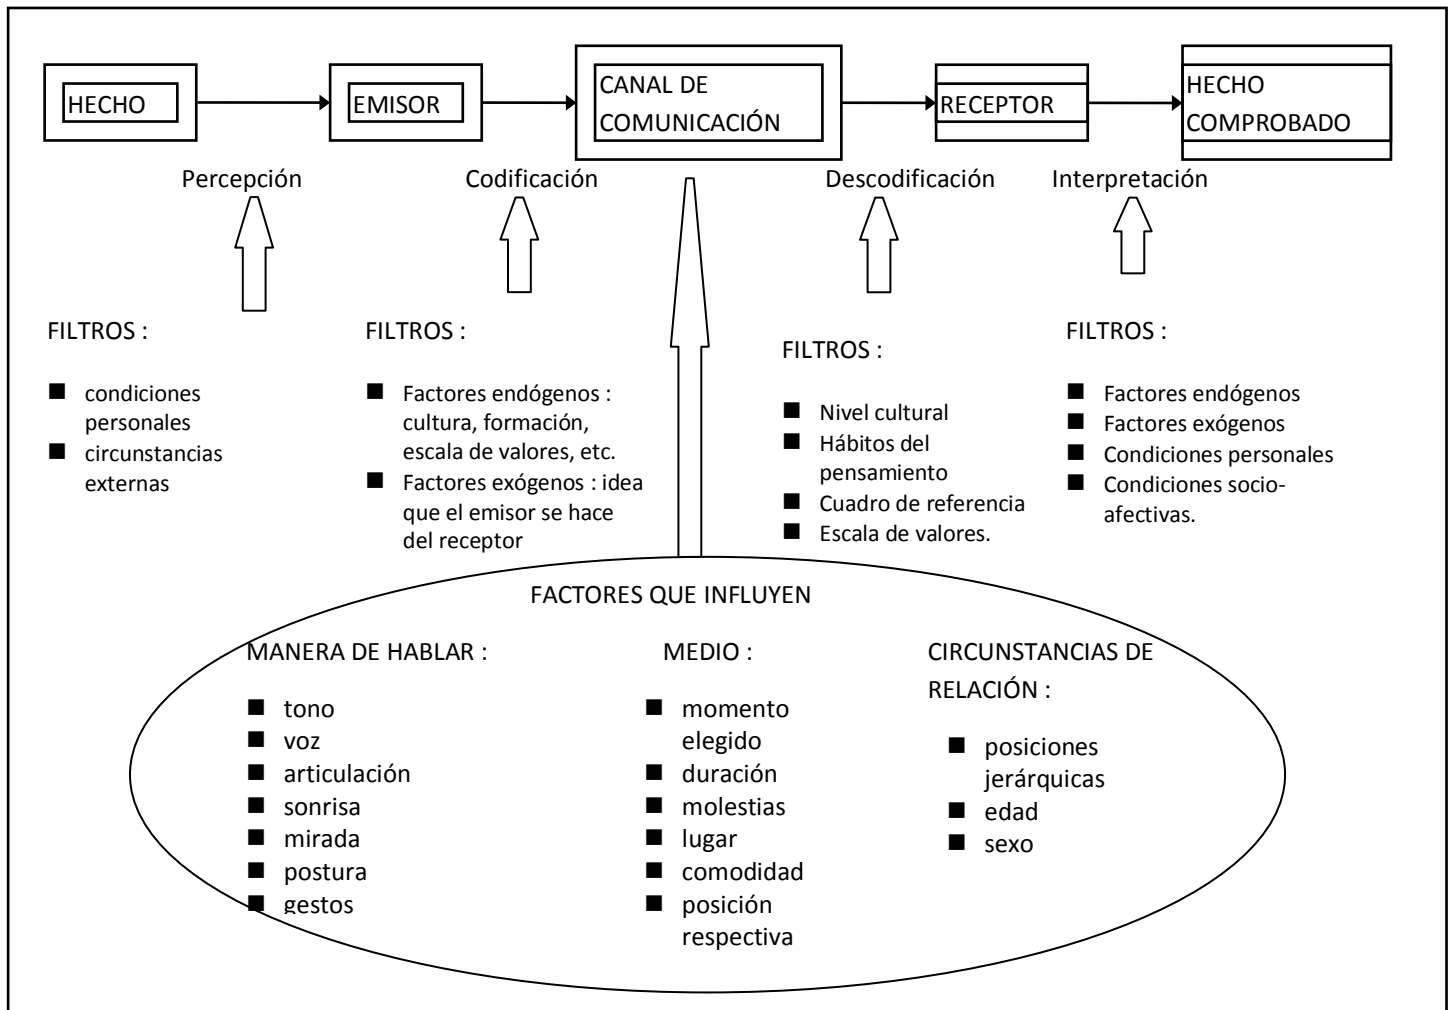 HECHO
EMISOR
CANAL DE
COMUNICACIÓN
RECEPTOR
HECHO
COMPROBADO
Percepción
Codificación
Descodificación
Interpretación
FILTROS :
■ condiciones
personales
■ circunstancias
externas
FILTROS :
■ Factores endógenos :
cultura, formación,
escala de valores, etc.
■ Factores exógenos : idea
que el emisor se hace
del receptor
FILTROS :
■ Nivel cultural
■ Hábitos del
pensamiento
■ Cuadro de referencia
■ Escala de valores.
FILTROS :
■ Factores endógenos
■ Factores exógenos
■ Condiciones personales
■ Condiciones socio-
afectivas.
FACTORES QUE INFLUYEN
MANERA DE HABLAR :
■ tono
■ voz
■ articulación
■ sonrisa
■ mirada
■ postura
■ gestos
MEDIO :
■ momento
elegido
■ duración
■ molestias
■ lugar
■ comodidad
■ posición
respectiva
CIRCUNSTANCIAS DE
RELACIÓN :
■ posiciones
jerárquicas
■ edad
■ sexo